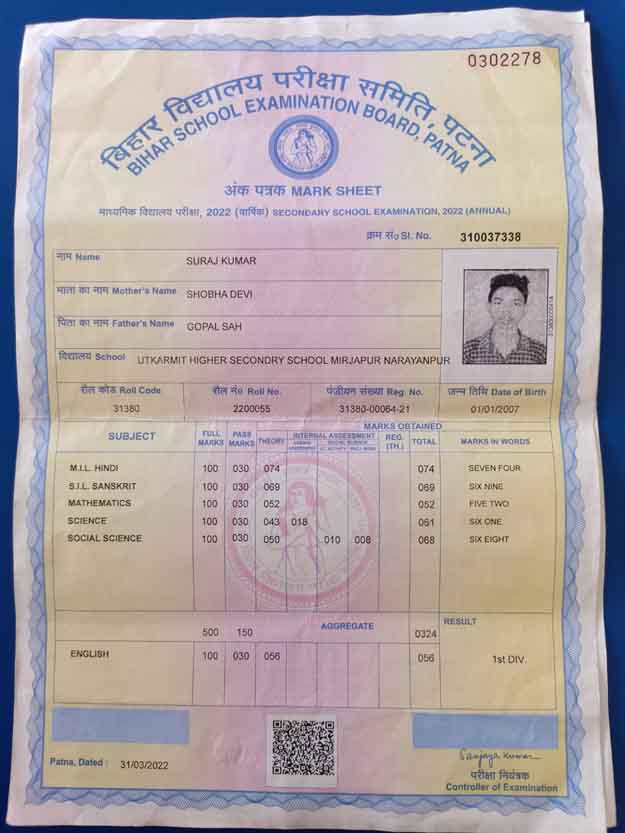 0302278
बिहार विद्यालय परीक्षा समिति, पटना
BIHAR SCHOOL EXAMINATION BOARD, PATNA
अंक पत्रक MARK SHEET
माध्यमिक विद्यालय परीक्षा, 2022 (वार्षिक) SECONDARY SCHOOL EXAMINATION, 2022 (ANNUAL)
क्रम सं० Sl. No. 310037338
नाम Name SURAJ KUMAR
माता का नाम Mother's Name SHOBHA DEVI
पिता का नाम Father's Name GOPAL SAH
विद्यालय School UTKARMIT HIGHER SECONDRY SCHOOL MIRJAPUR NARAYANPUR
रौल कोड Roll Code रौल नं० Roll No. पंजीयन संख्या Reg. No. जन्म तिथि Date of Birth
31380 2200055 31380-00064-21 01/01/2007
MARKS OBTAINED
SUBJECT FULL MARKS PASS MARKS THEORY INTERNAL ASSESSMENT REG. (TH.) TOTAL MARKS IN WORDS
M.I.L. HINDI 100 030 074 074 SEVEN FOUR
S.I.L. SANSKRIT 100 030 069 069 SIX NINE
MATHEMATICS 100 030 052 052 FIVE TWO
SCIENCE 100 030 043 018 061 SIX ONE
SOCIAL SCIENCE 100 030 050 010 008 068 SIX EIGHT
500 150 AGGREGATE 0324 RESULT
ENGLISH 100 030 056 056 1st DIV.
Patna, Dated : 31/03/2022
Sanjaya Kumar
परीक्षा नियंत्रक
Controller of Examination